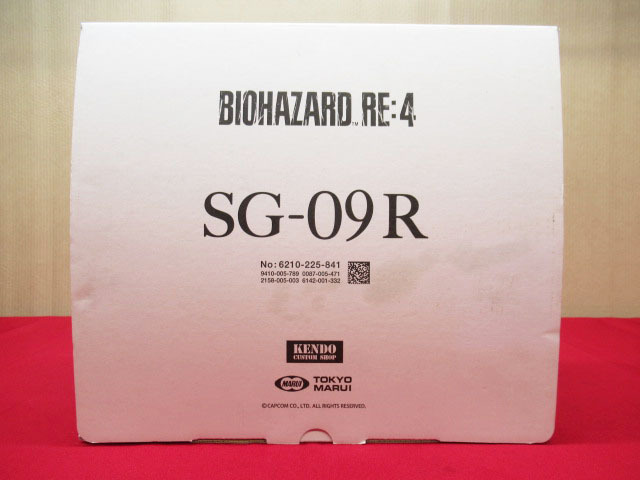 BIOHAZARD™ RE:4
SG-09 R
No: 6210-225-841
9410-005-789 0087-005-471
2158-005-003 6142-001-332
KENDO
CUSTOM SHOP
MARUI TOKYO
MARUI
©CAPCOM CO., LTD. ALL RIGHTS RESERVED.